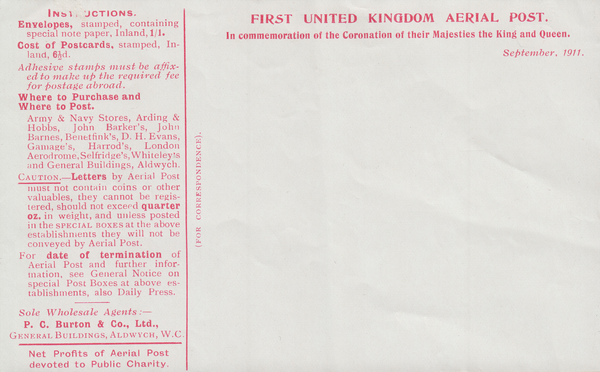 INSTRUCTIONS.
Envelopes, stamped, containing
special note paper, Inland, 1/1.
Cost of Postcards, stamped, In-
land, 6½d.
Adhesive stamps must be affix-
ed to make up the required fee
for postage abroad.
Where to Purchase and
Where to Post.
Army & Navy Stores, Arding &
Hobbs, John Barker's, John
Barnes, Benetfink's, D. H. Evans,
Gamage's, Harrod's, London
Aerodrome, Selfridge's, Whiteley's
and General Buildings, Aldwych.
CAUTION.—Letters by Aerial Post
must not contain coins or other
valuables, they cannot be regis-
tered, should not exceed quarter
oz. in weight, and unless posted
in the SPECIAL BOXES at the above
establishments they will not be
conveyed by Aerial Post.
For date of termination of
Aerial Post and further infor-
mation, see General Notice on
special Post Boxes at above es-
tablishments, also Daily Press.
Sole Wholesale Agents:—
P. C. Burton & Co., Ltd.,
GENERAL BUILDINGS, ALDWYCH, W.C.
Net Profits of Aerial Post
devoted to Public Charity.
(FOR CORRESPONDENCE).
FIRST UNITED KINGDOM AERIAL POST.
In commemoration of the Coronation of their Majesties the King and Queen.
September, 1911.